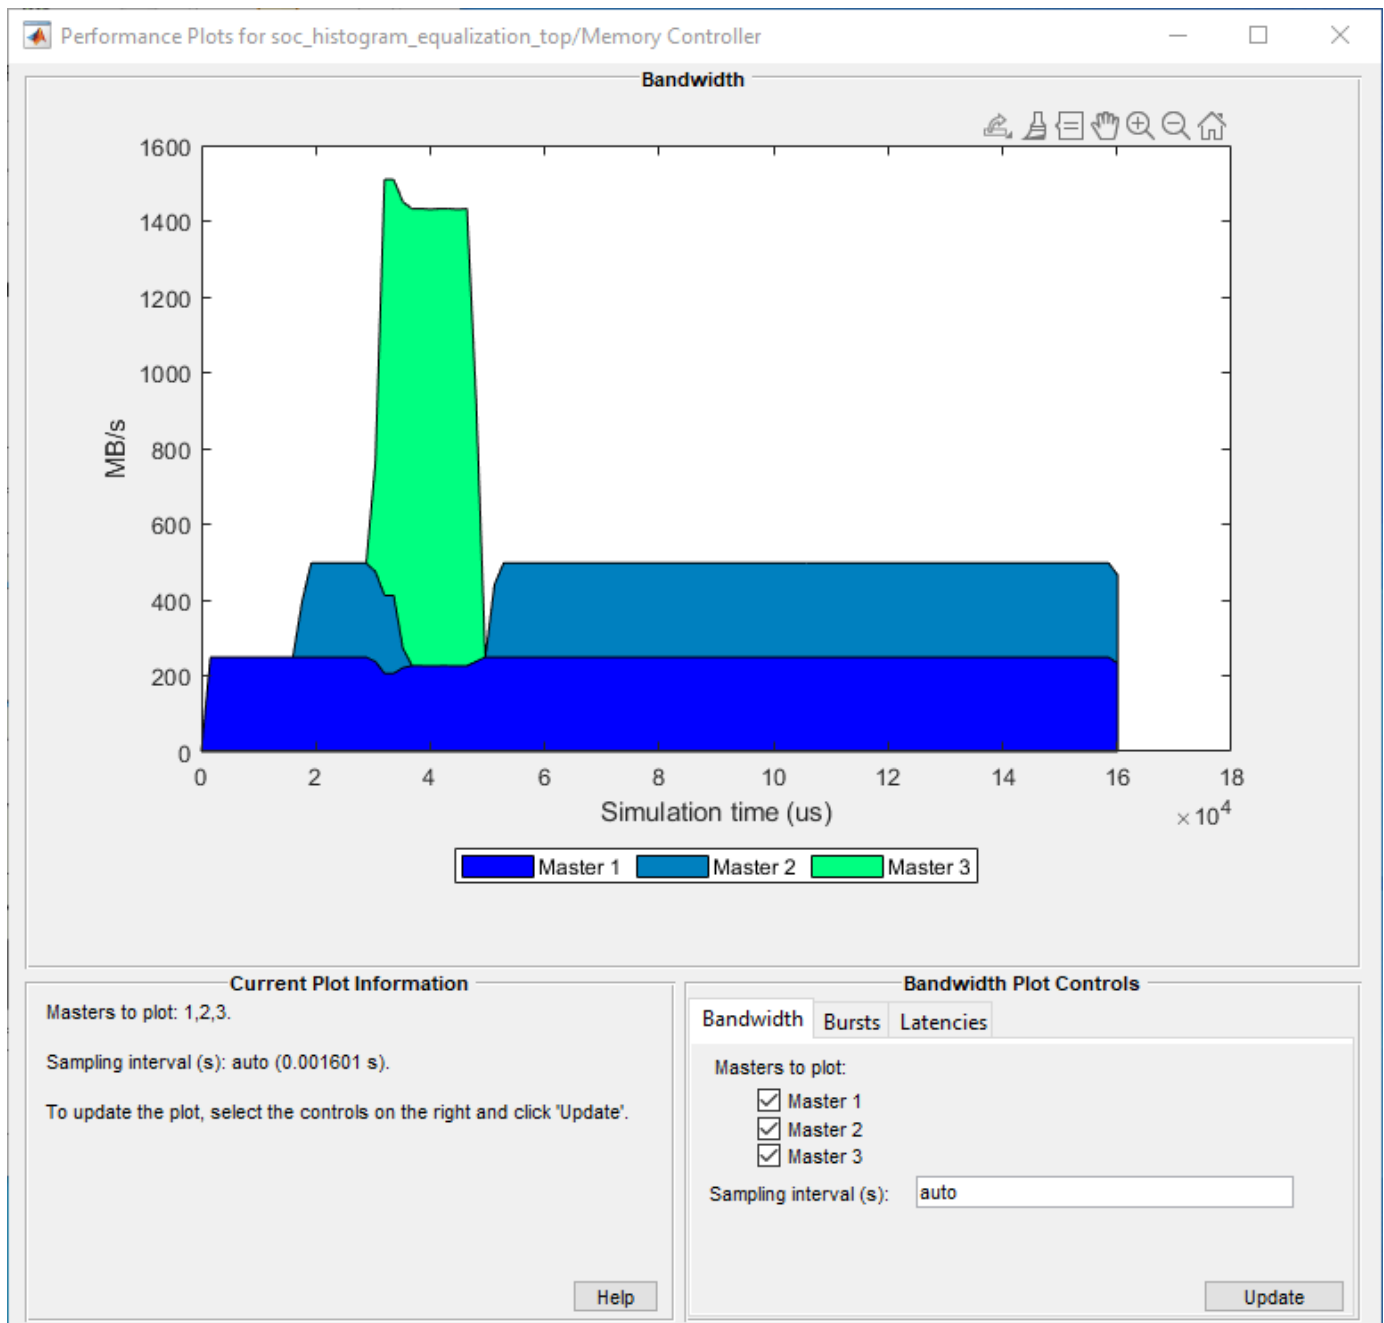 Performance Plots for soc_histogram_equalization_top/Memory Controller
Bandwidth
1600
1400
1200
1000
800
600
400
200
0
MB/s
0 2 4 6 8 10 12 14 16 18
Simulation time (us)
×10^4
Master 1 Master 2 Master 3
Current Plot Information
Masters to plot: 1,2,3.
Sampling interval (s): auto (0.001601 s).
To update the plot, select the controls on the right and click 'Update'.
Help
Bandwidth Plot Controls
Bandwidth Bursts Latencies
Masters to plot:
Master 1
Master 2
Master 3
Sampling interval (s): auto
Update